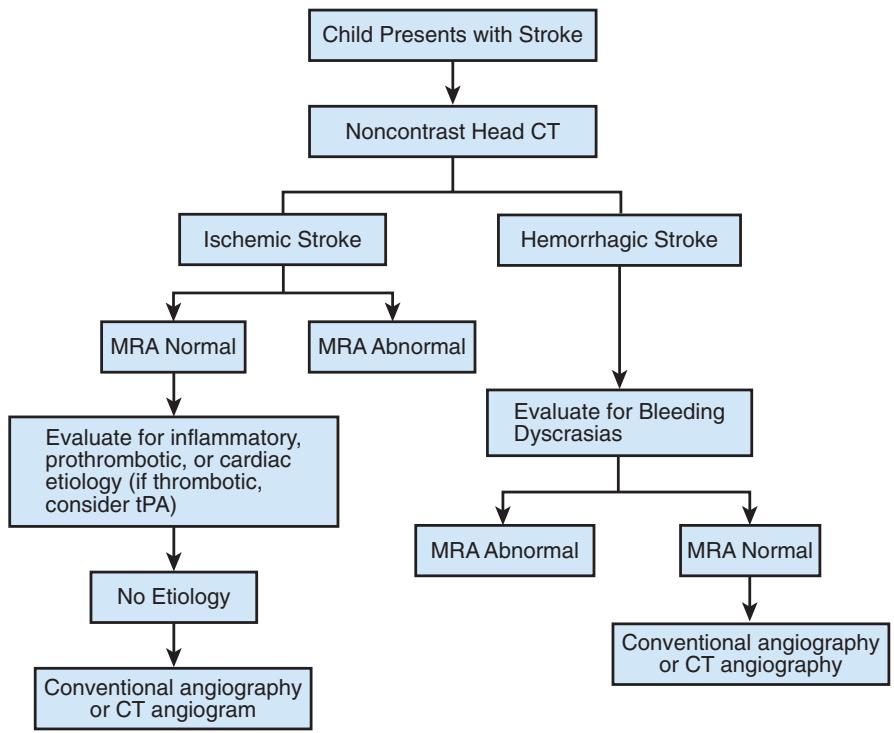 Child Presents with Stroke
Noncontrast Head CT
Ischemic Stroke
Hemorrhagic Stroke
MRA Normal
MRA Abnormal
Evaluate for inflammatory,
prothrombotic, or cardiac
etiology (if thrombotic,
consider tPA)
No Etiology
Conventional angiography
or CT angiogram
Evaluate for Bleeding
Dyscrasias
MRA Abnormal
MRA Normal
Conventional angiography
or CT angiography